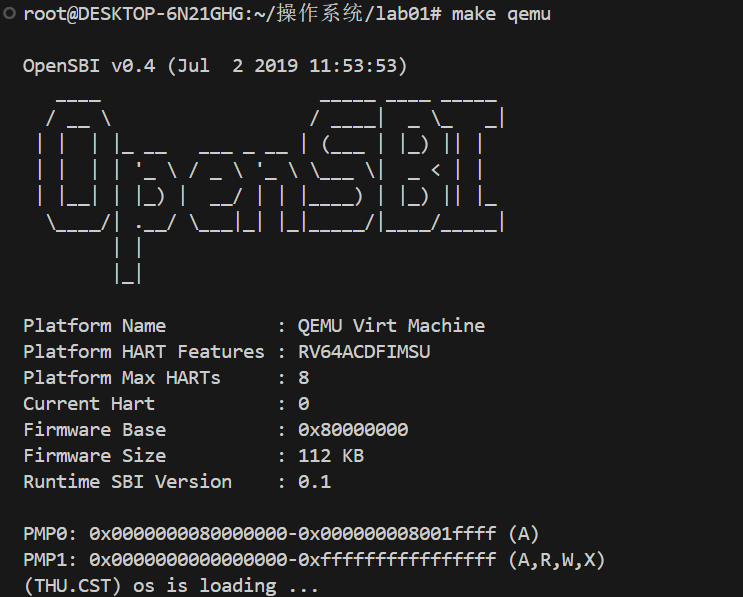 root@DESKTOP-6N21GHG:~/操作系统/lab01# make qemu
OpenSBI v0.4 (Jul  2 2019 11:53:53)
   ____                    _____ ____ _____
  / __ \                  / ____|  _ \_   _|
 | |  | |_ __   ___ _ __ | (___ | |_) || |
 | |  | | '_ \ / _ \ '_ \ \___ \|  _ < | |
 | |__| | |_) |  __/ | | |____) | |_) || |_
  \____/| .__/ \___|_| |_|_____/|____/_____|
        | |
        |_|
Platform Name          : QEMU Virt Machine
Platform HART Features : RV64ACDFIMSU
Platform Max HARTs     : 8
Current Hart           : 0
Firmware Base          : 0x80000000
Firmware Size          : 112 KB
Runtime SBI Version    : 0.1
PMP0: 0x0000000080000000-0x000000008001ffff (A)
PMP1: 0x0000000000000000-0xffffffffffffffff (A,R,W,X)
(THU.CST) os is loading ...